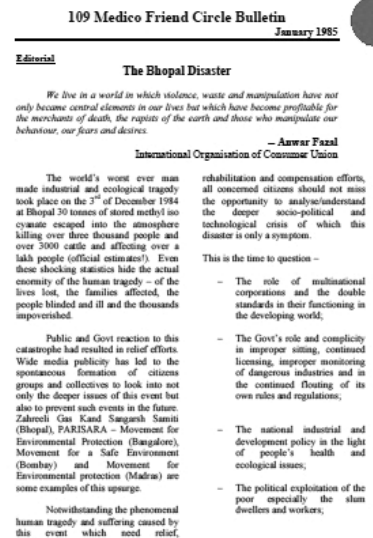 109 Medico Friend Circle Bulletin
January 1985
Editorial
The Bhopal Disaster
We live in a world in which violence, waste and manipulation have not
only became central elements in our lives but which have become profitable for
the merchants of death, the rapists of the earth and those who manipulate our
behaviour, our fears and desires.
— Anwar Fazal
International Organisation of Consumer Union
The world's worst ever man
made industrial and ecological tragedy
took place on the 3rd of December 1984
at Bhopal 30 tonnes of stored methyl iso
cyanate escaped into the atmosphere
killing over three thousand people and
over 3000 cattle and affecting over a
lakh people (official estimates!). Even
these shocking statistics hide the actual
enormity of the human tragedy – of the
lives lost, the families affected, the
people blinded and ill and the thousands
impoverished.
Public and Govt reaction to this
catastrophe had resulted in relief efforts.
Wide media publicity has led to the
spontaneous formation of citizens
groups and collectives to look into not
only the deeper issues of this event but
also to prevent such events in the future.
Zahreeli Gas Kand Sangarsh Samiti
(Bhopal), PARISARA – Movement for
Environmental Protection (Bangalore),
Movement for a Safe Environment
(Bombay) and Movement for
Environmental protection (Madras) are
some examples of this upsurge.
Notwithstanding the phenomenal
human tragedy and suffering caused by
this event which need relief,
rehabilitation and compensation efforts,
all concerned citizens should not miss
the opportunity to analyse/understand
the deeper socio-political and
technological crisis of which this
disaster is only a symptom.
This is the time to question –
– The role of multinational
corporations and the double
standards in their functioning in
the developing world;
– The Govt's role and complicity
in improper sitting, continued
licensing, improper monitoring
of dangerous industries and in
the continued flouting of its
own rules and regulations;
– The national industrial and
development policy in the light
of people's health and
ecological issues;
– The political exploitation of the
poor especially the slum
dwellers and workers;